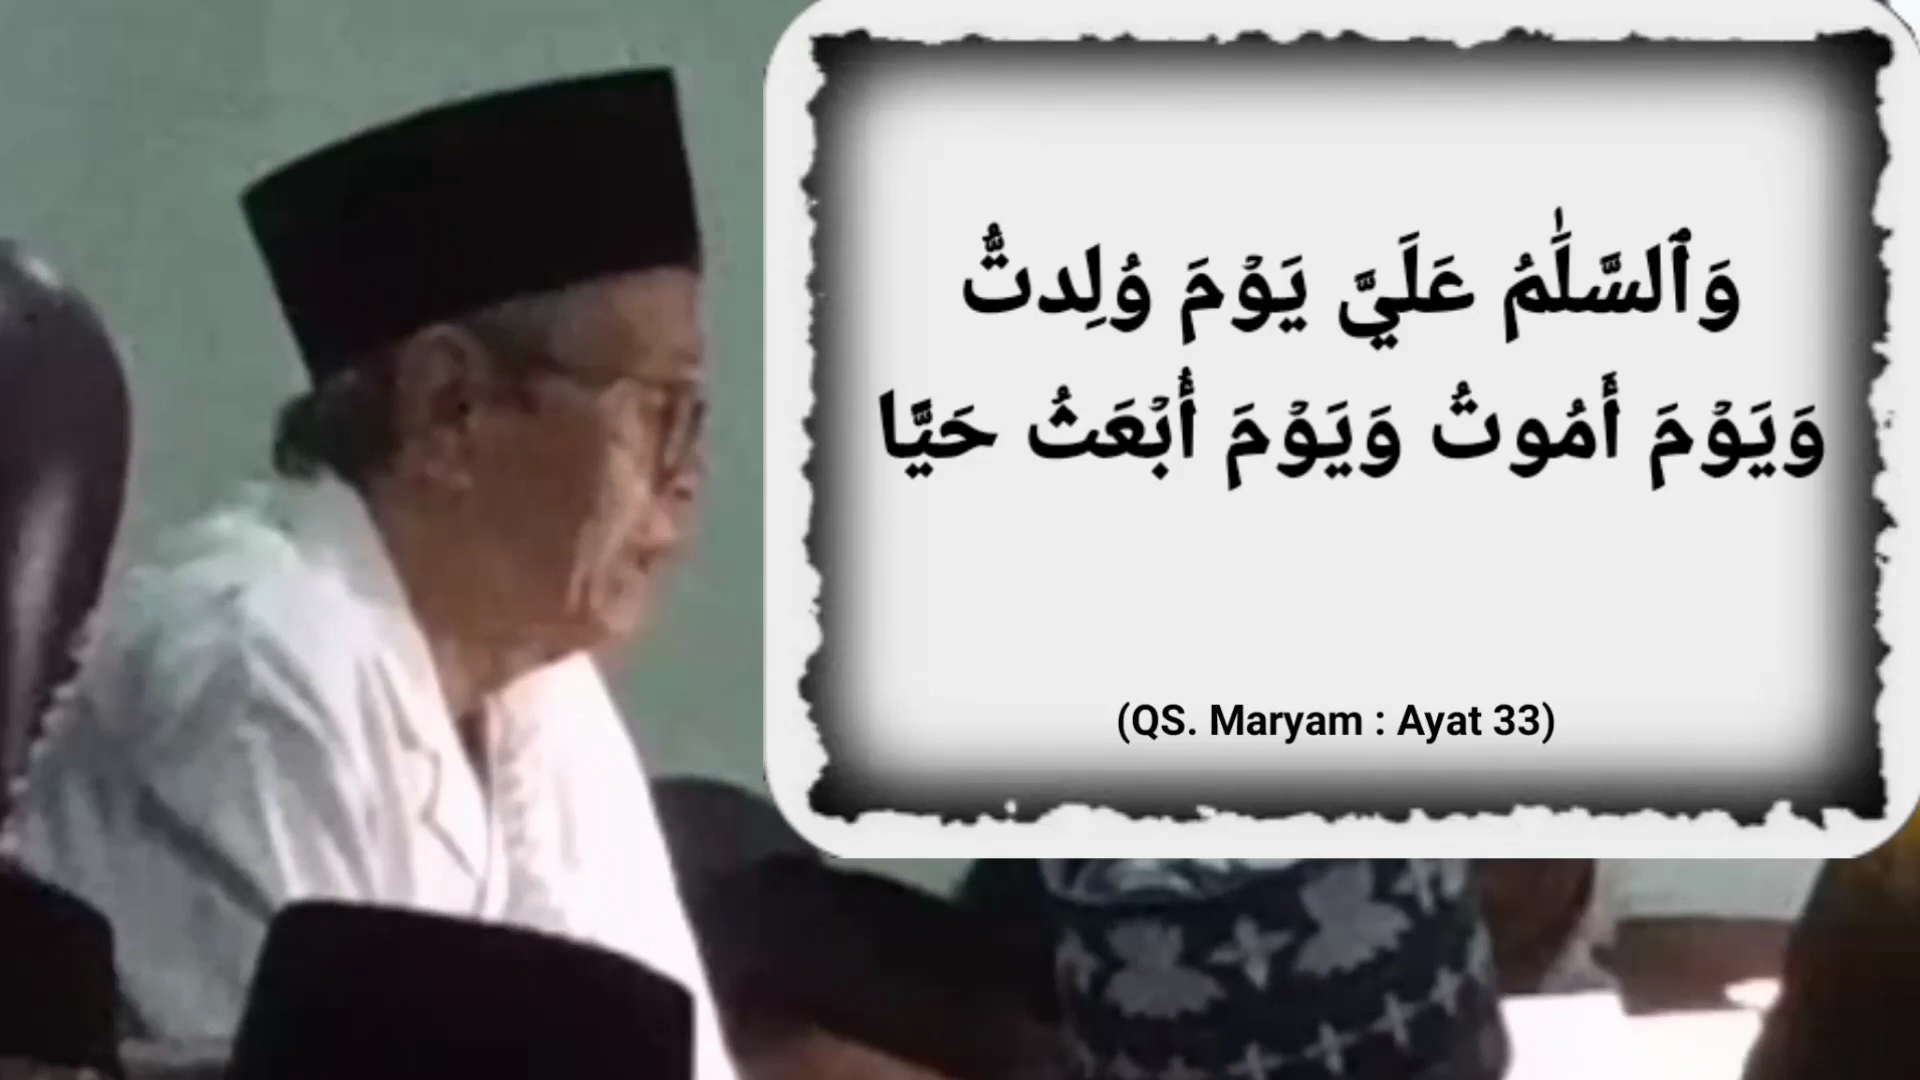 وَٱلسَّلَٰمُ عَلَيَّ يَوۡمَ وُلِدتُّ
وَيَوۡمَ أَمُوتُ وَيَوۡمَ أُبۡعَثُ حَيّٗا
(QS. Maryam : Ayat 33)